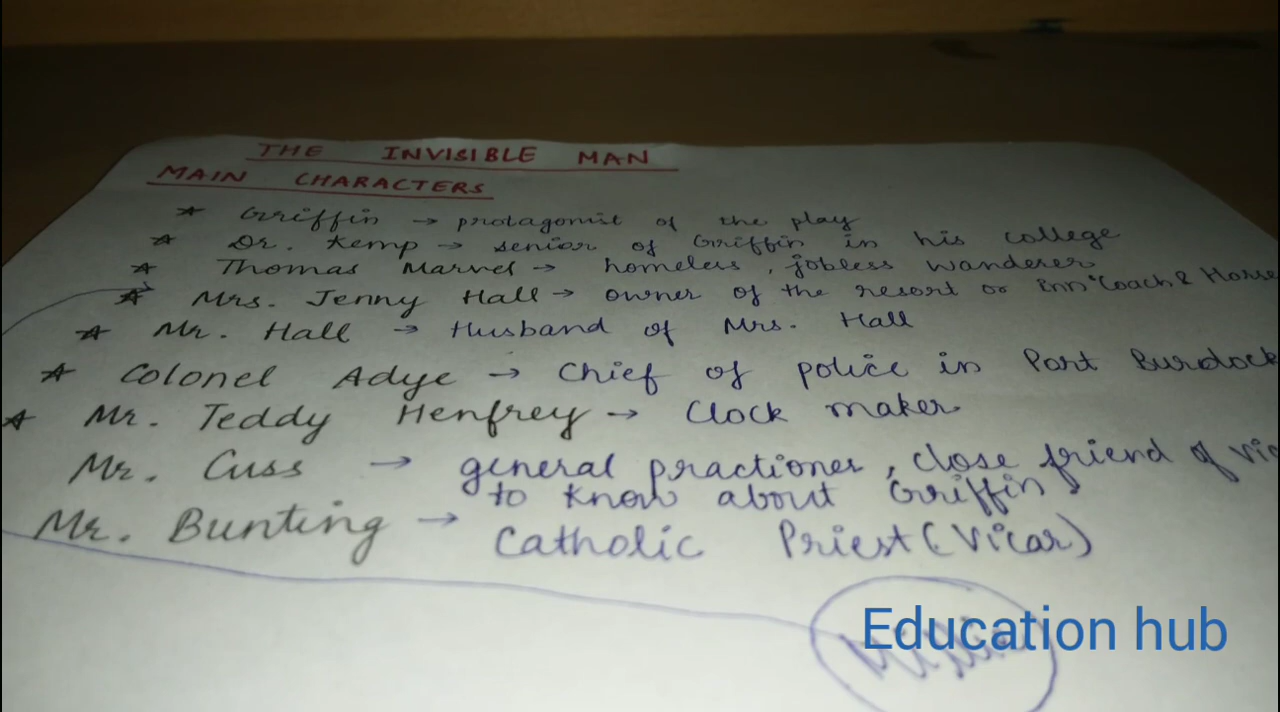 THE INVISIBLE MAN
MAIN CHARACTERS
★ Griffin → protagonist of the play
★ Dr. Kemp → senior of Griffin in his college
★ Thomas Marvel → homeless, jobless wanderer
★ Mrs. Jenny Hall → owner of the resort or Inn "Coach & Horse
★ Mr. Hall → Husband of Mrs. Hall
★ Colonel Adye → Chief of police in Port Burdock
★ Mr. Teddy Henfrey → Clock maker
Mr. Cuss → general practioner, close friend of
to know about Griffin
Mr. Bunting → Catholic Priest (Vicar)
Education hub